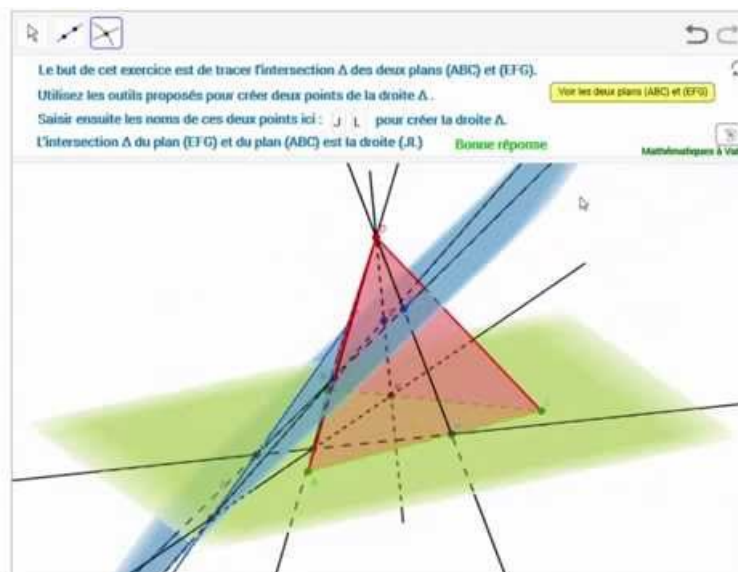 Le but de cet exercice est de tracer l'intersection Δ des deux plans (ABC) et (EFG).
Utilisez les outils proposés pour créer deux points de la droite Δ .
Voir les deux plans (ABC) et (EFG)
Saisir ensuite les noms de ces deux points ici : J L pour créer la droite Δ.
L'intersection Δ du plan (EFG) et du plan (ABC) est la droite (JL)
Bonne réponse
Mathématiques à Val